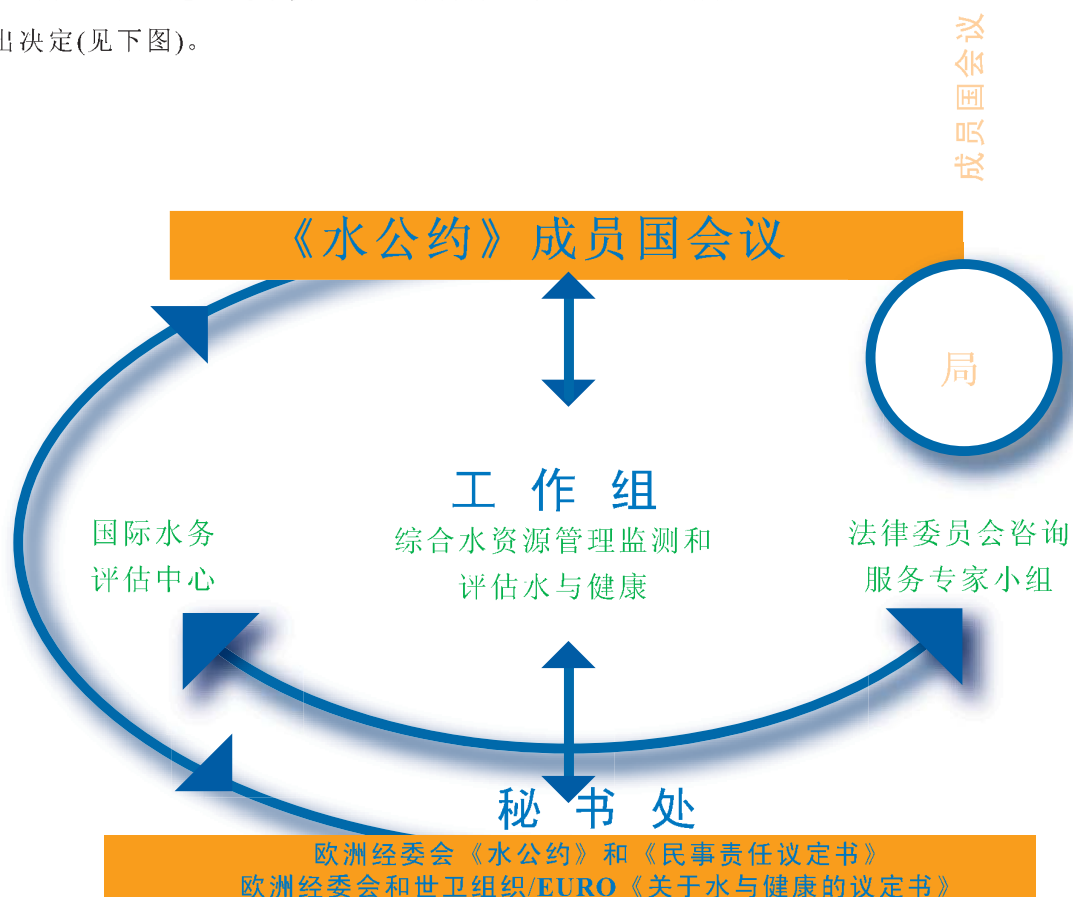 出决定(见下图)。
成员国会议
《水公约》成员国会议
局
工作组
综合水资源管理监测和
评估水与健康
国际水务
评估中心
法律委员会咨询
服务专家小组
秘书处
欧洲经委会《水公约》和《民事责任议定书》
欧洲经委会和世卫组织/EURO《关于水与健康的议定书》